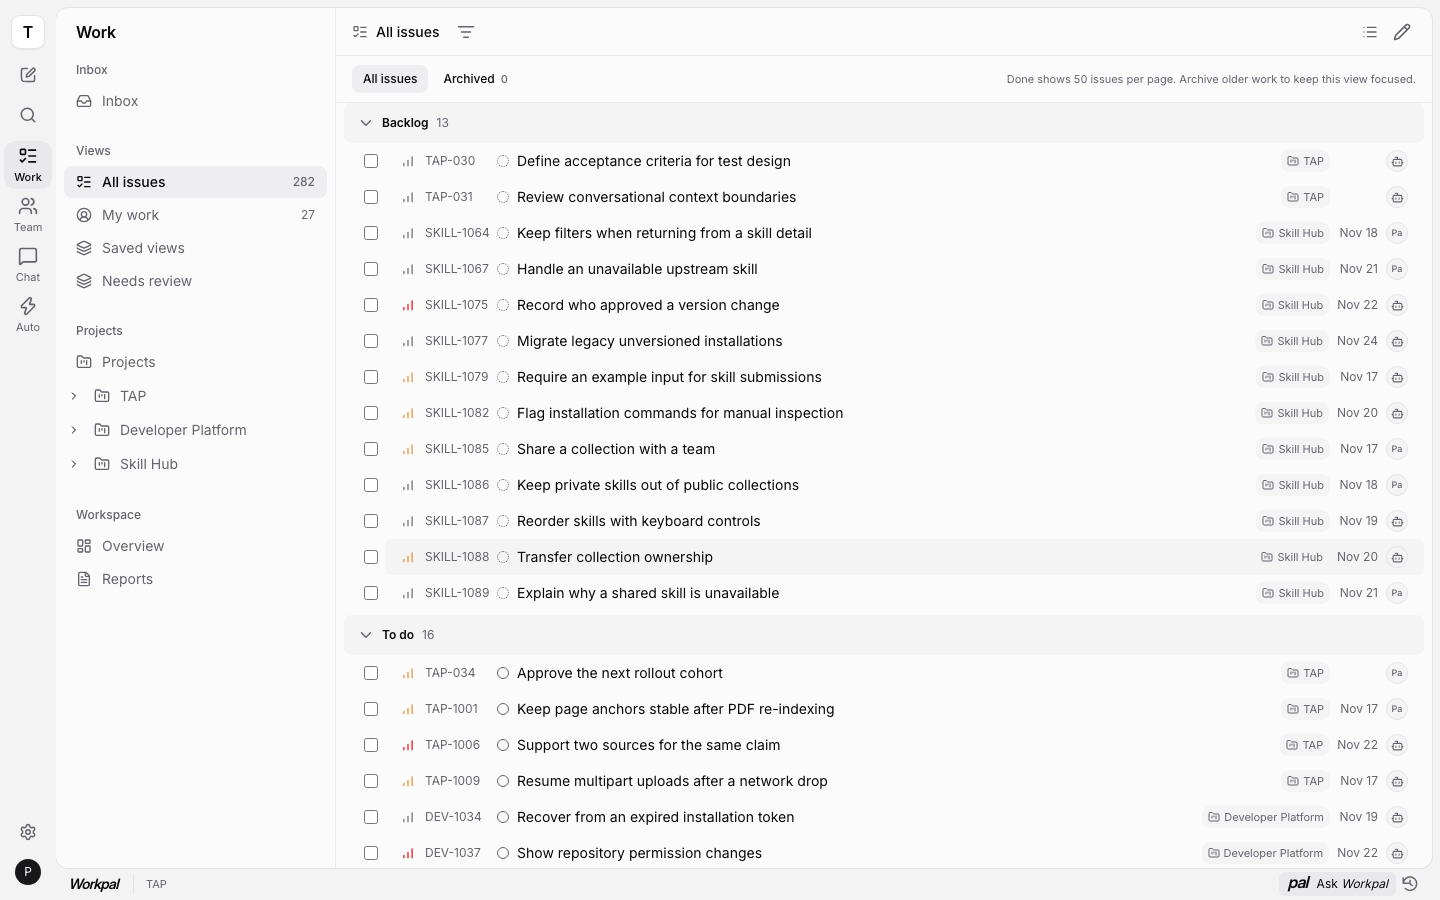 T
Work
Team
Chat
Auto
P
Work
Inbox
Inbox
Views
All issues 282
My work 27
Saved views
Needs review
Projects
Projects
TAP
Developer Platform
Skill Hub
Workspace
Overview
Reports
All issues
All issues Archived 0 Done shows 50 issues per page. Archive older work to keep this view focused.
Backlog 13
TAP-030 Define acceptance criteria for test design TAP
TAP-031 Review conversational context boundaries TAP
SKILL-1064 Keep filters when returning from a skill detail Skill Hub Nov 18 Pa
SKILL-1067 Handle an unavailable upstream skill Skill Hub Nov 21 Pa
SKILL-1075 Record who approved a version change Skill Hub Nov 22
SKILL-1077 Migrate legacy unversioned installations Skill Hub Nov 24
SKILL-1079 Require an example input for skill submissions Skill Hub Nov 17
SKILL-1082 Flag installation commands for manual inspection Skill Hub Nov 20
SKILL-1085 Share a collection with a team Skill Hub Nov 17 Pa
SKILL-1086 Keep private skills out of public collections Skill Hub Nov 18 Pa
SKILL-1087 Reorder skills with keyboard controls Skill Hub Nov 19
SKILL-1088 Transfer collection ownership Skill Hub Nov 20
SKILL-1089 Explain why a shared skill is unavailable Skill Hub Nov 21 Pa
To do 16
TAP-034 Approve the next rollout cohort TAP Pa
TAP-1001 Keep page anchors stable after PDF re-indexing TAP Nov 17 Pa
TAP-1006 Support two sources for the same claim TAP Nov 22
TAP-1009 Resume multipart uploads after a network drop TAP Nov 17
DEV-1034 Recover from an expired installation token Developer Platform Nov 19
DEV-1037 Show repository permission changes Developer Platform Nov 22
Workpal TAP pal Ask Workpal